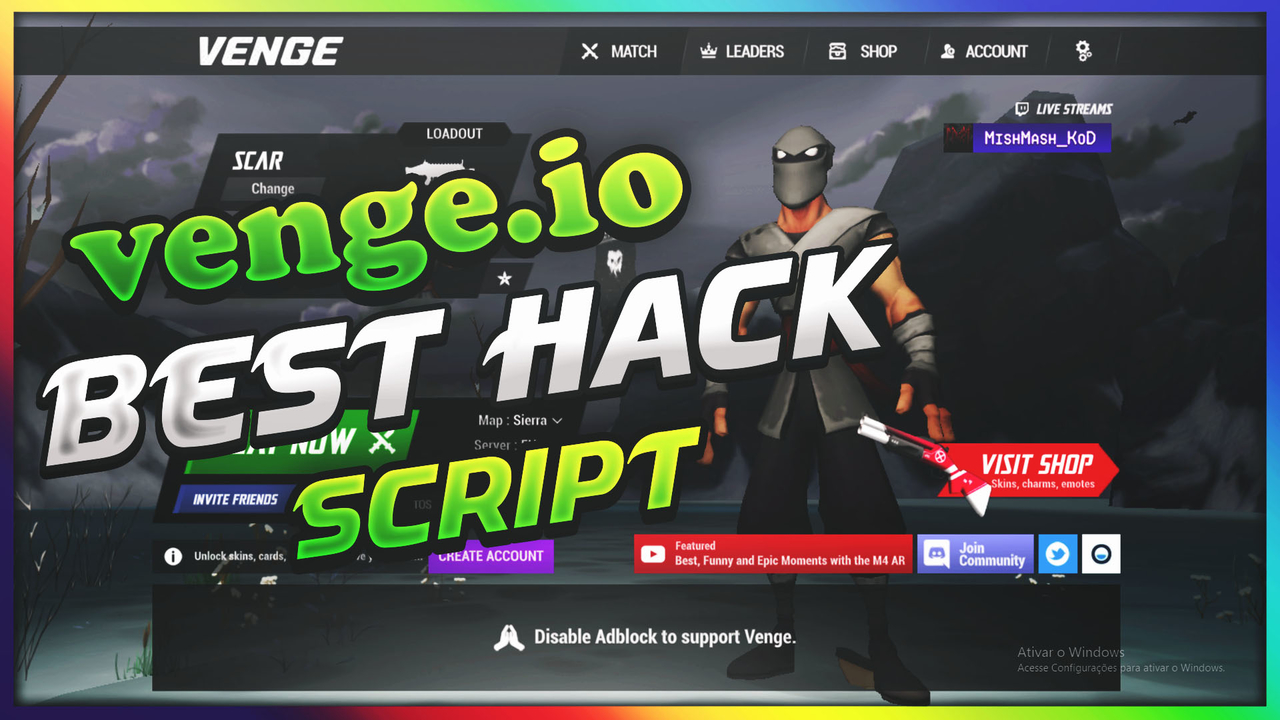 VENGE
MATCH
LEADERS
SHOP
ACCOUNT
LIVE STREAMS
MISHMASH_KOD
LOADOUT
SCAR
Change
venge.io
BEST HACK
SCRIPT
NOW
Map : Sierra
Server :
INVITE FRIENDS
VISIT SHOP
Skins, charms, emotes
Unlock skins, cards,
CREATE ACCOUNT
Featured
Best, Funny and Epic Moments with the M4 AR
Join
Community
Disable Adblock to support Venge.
Ativar o Windows
Acesse Configurações para ativar o Windows.